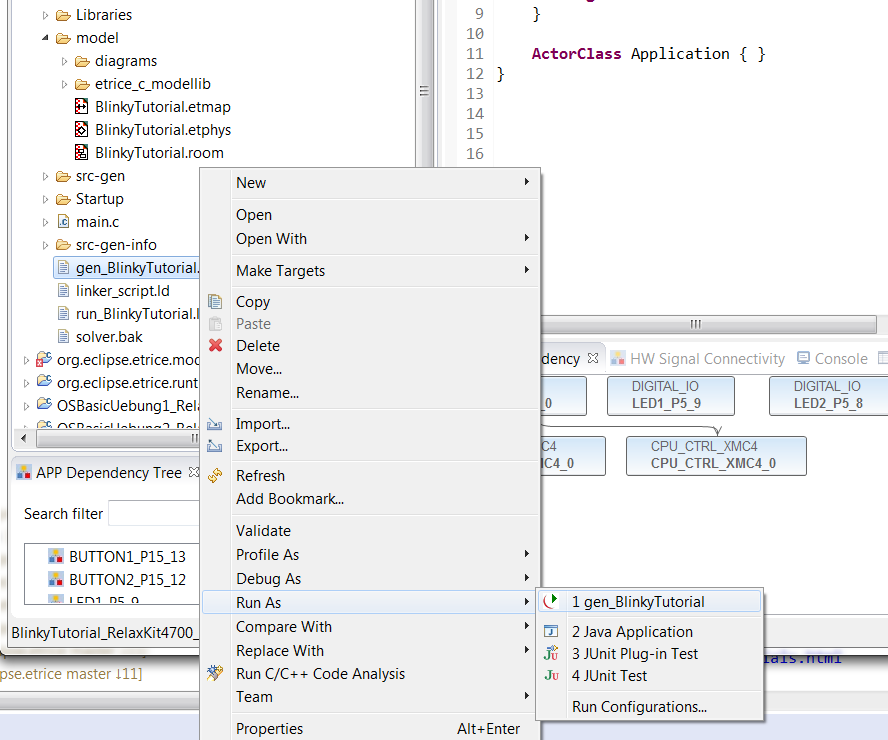 Libraries
model
diagrams
etrice_c_modellib
BlinkyTutorial.etmap
BlinkyTutorial.etphys
BlinkyTutorial.room
src-gen
Startup
main.c
src-gen-info
gen_BlinkyTutorial.
linker_script.ld
run_BlinkyTutorial.
solver.bak
org.eclipse.etrice.mod
org.eclipse.etrice.runt
OSBasicUebung1_Rela
OSBasicUebung2_Rela
APP Dependency Tree
Search filter
BUTTON1_P15_13
BUTTON2_P15_12
LED1_P5_9
BlinkyTutorial_RelaxKit4700_
pse.etrice master ↓11]
9 }
10
11 ActorClass Application { }
12 }
13
14
15
16
New
Open
Open With
Make Targets
Copy
Paste
Delete
Move...
Rename...
Import...
Export...
Refresh
Add Bookmark...
Validate
Profile As
Debug As
Run As
Compare With
Replace With
Run C/C++ Code Analysis
Team
Properties Alt+Enter
1 gen_BlinkyTutorial
2 Java Application
3 JUnit Plug-in Test
4 JUnit Test
Run Configurations...
dency
HW Signal Connectivity
Console
_0
DIGITAL_IO
LED1_P5_9
DIGITAL_IO
LED2_P5_8
C4
IC4_0
CPU_CTRL_XMC4
CPU_CTRL_XMC4_0
ials.html